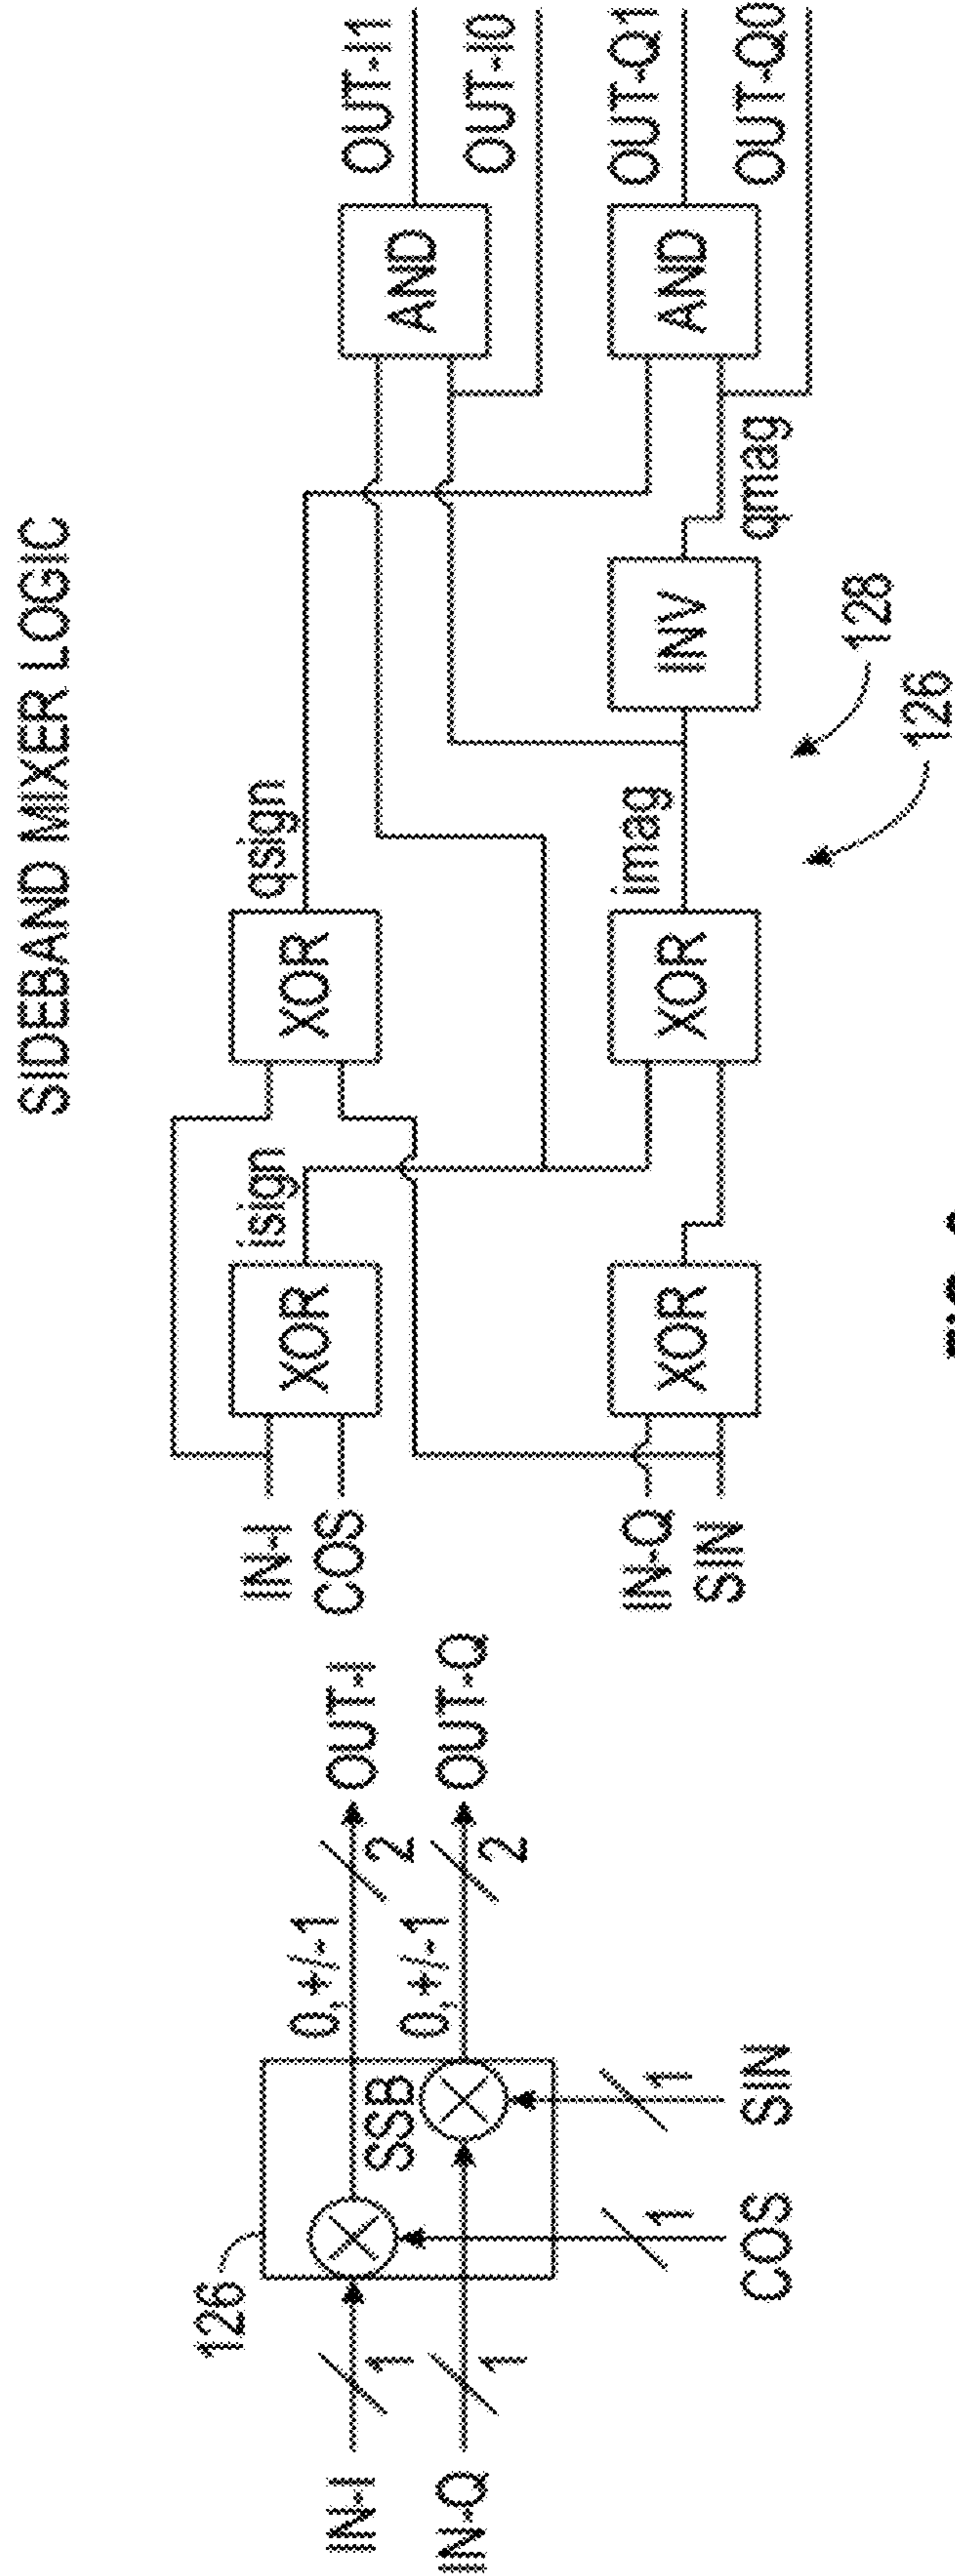 SIDEBAND MIXER LOGIC
126
IN-I
1
IN-Q
1
SSB
0,+/-1
2
OUT-I
0,+/-1
2
OUT-Q
1
COS
1
SIN
IN-I
COS
IN-Q
SIN
XOR
isign
XOR
qsign
XOR
XOR
imag
INV
qmag
AND
AND
OUT-I1
OUT-I0
OUT-Q1
OUT-Q0
128
126